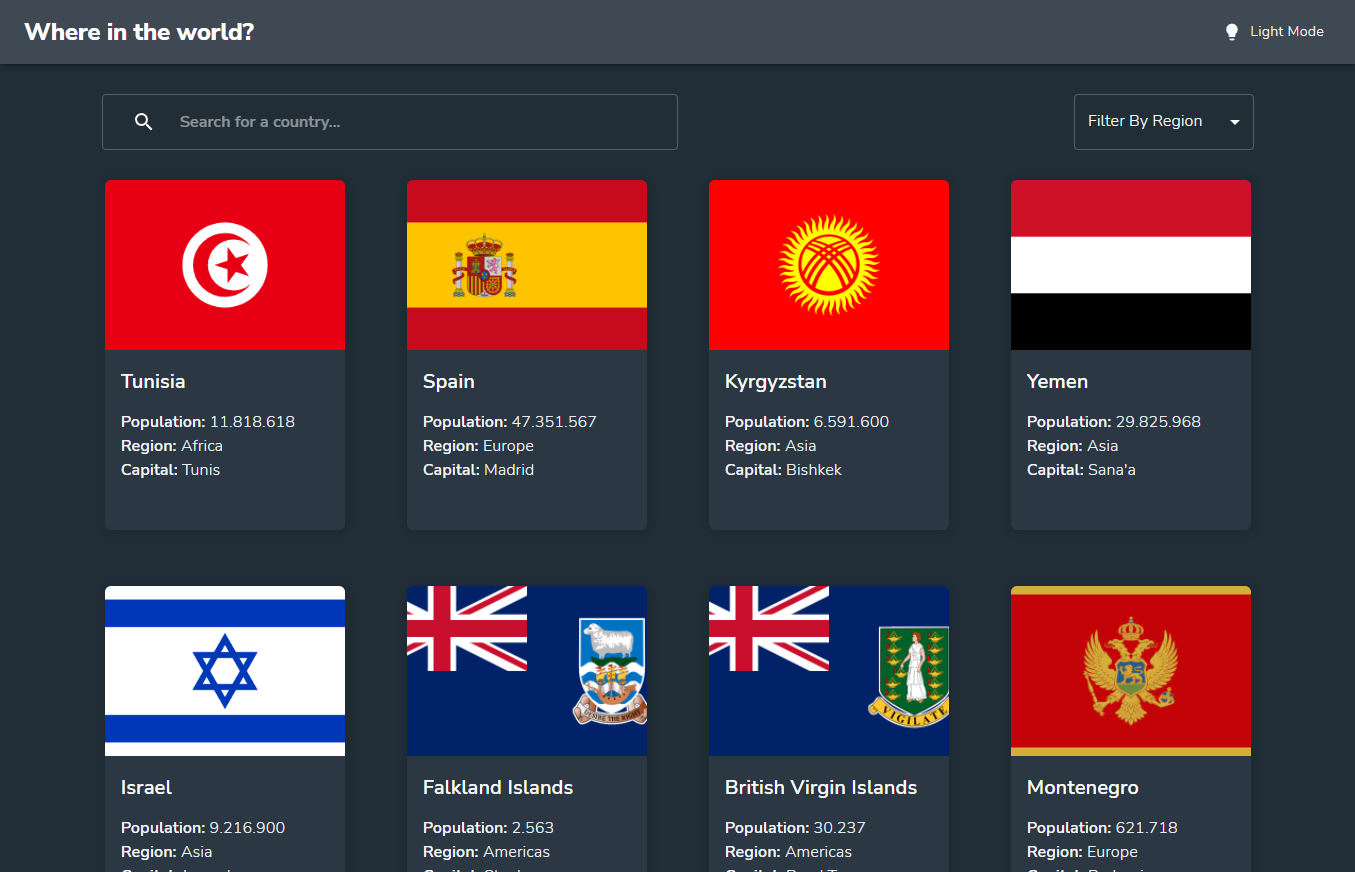 Where in the world?
Light Mode
Search for a country...
Filter By Region
Tunisia
Population: 11.818.618
Region: Africa
Capital: Tunis
Spain
Population: 47.351.567
Region: Europe
Capital: Madrid
Kyrgyzstan
Population: 6.591.600
Region: Asia
Capital: Bishkek
Yemen
Population: 29.825.968
Region: Asia
Capital: Sana'a
Israel
Population: 9.216.900
Region: Asia
Falkland Islands
DESIRE THE RIGHT
Population: 2.563
Region: Americas
British Virgin Islands
VIGILATE
Population: 30.237
Region: Americas
Montenegro
Population: 621.718
Region: Europe